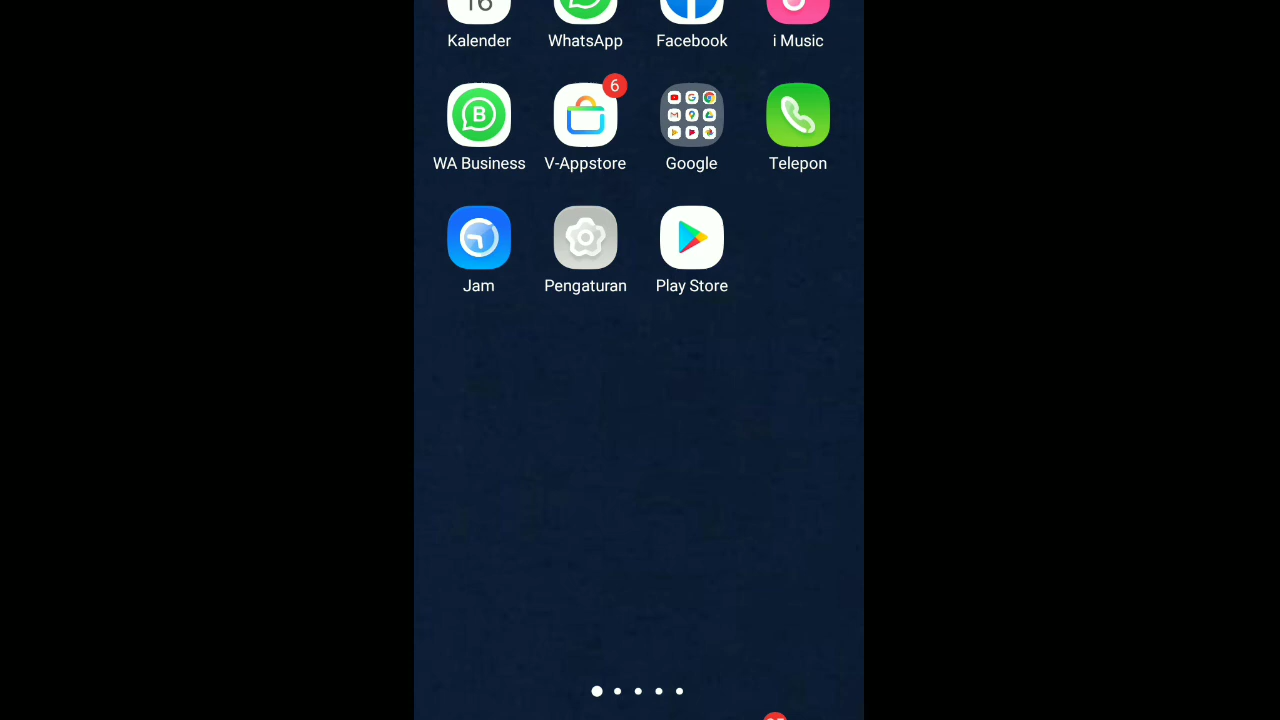 16
Kalender WhatsApp Facebook i Music
6
B
WA Business V-Appstore Google Telepon
Jam Pengaturan Play Store